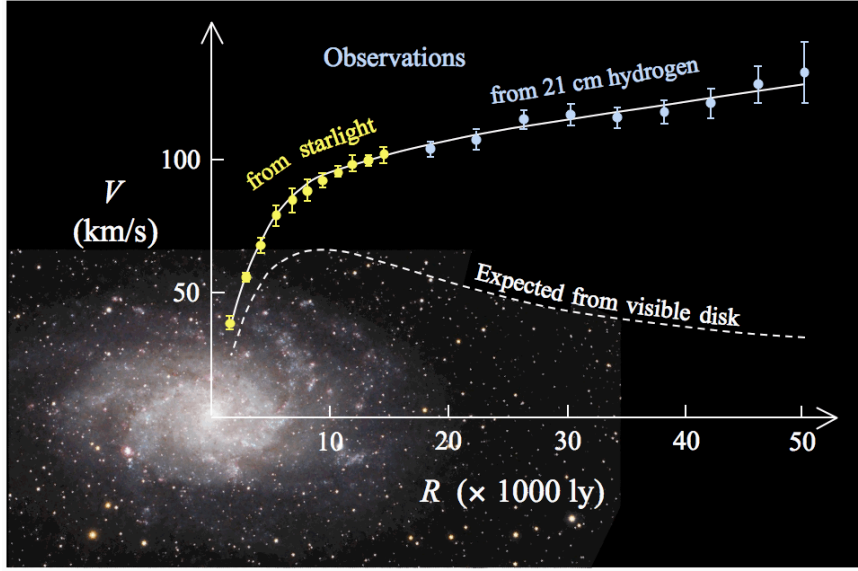 Observations
from 21 cm hydrogen
from starlight
100
V
(km/s)
50
Expected from visible disk
10 20 30 40 50
R (× 1000 ly)